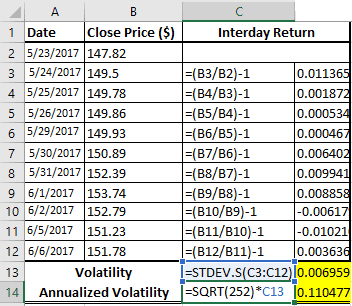 A B C
1 Date Close Price ($) Interday Return
2 5/23/2017 147.82
3 5/24/2017 149.5 =(B3/B2)-1 0.011365
4 5/25/2017 149.78 =(B4/B3)-1 0.001872
5 5/26/2017 149.86 =(B5/B4)-1 0.000534
6 5/29/2017 149.93 =(B6/B5)-1 0.000467
7 5/30/2017 150.89 =(B7/B6)-1 0.006402
8 5/31/2017 152.39 =(B8/B7)-1 0.009941
9 6/1/2017 153.74 =(B9/B8)-1 0.008858
10 6/2/2017 152.79 =(B10/B9)-1 -0.00617
11 6/5/2017 151.23 =(B11/B10)-1 -0.01021
12 6/6/2017 151.78 =(B12/B11)-1 0.003636
13 Volatility =STDEV.S(C3:C12) 0.006959
14 Annualized Volatility =SQRT(252)*C13 0.110477